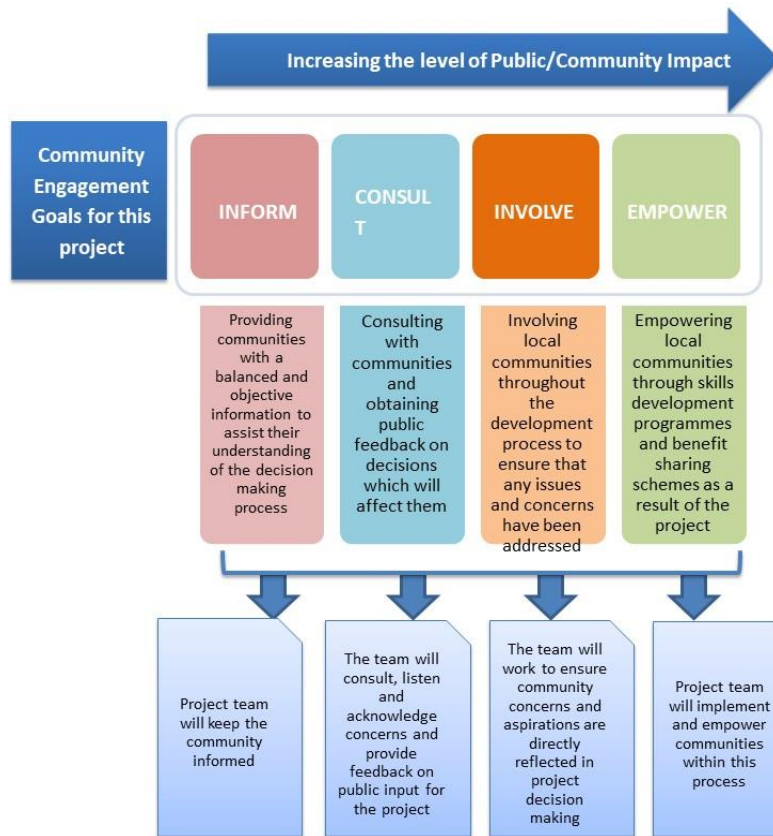 Increasing the level of Public/Community Impact
Community
Engagement
Goals for this
project
INFORM
CONSUL
T
INVOLVE
EMPOWER
Providing
communities
with a
balanced and
objective
information to
assist their
understanding
of the decision
making
process
Consulting
with
communities
and
obtaining
public
feedback on
decisions
which will
affect them
Involving
local
communities
throughout
the
development
process to
ensure that
any issues
and concerns
have been
addressed
Empowering
local
communities
through skills
development
programmes
and benefit
sharing
schemes as a
result of the
project
Project team
will keep the
community
informed
The team will
consult, listen
and
acknowledge
concerns and
provide
feedback on
public input for
the project
The team will
work to ensure
community
concerns and
aspirations are
directly
reflected in
project
decision
making
Project team
will implement
and empower
communities
within this
process